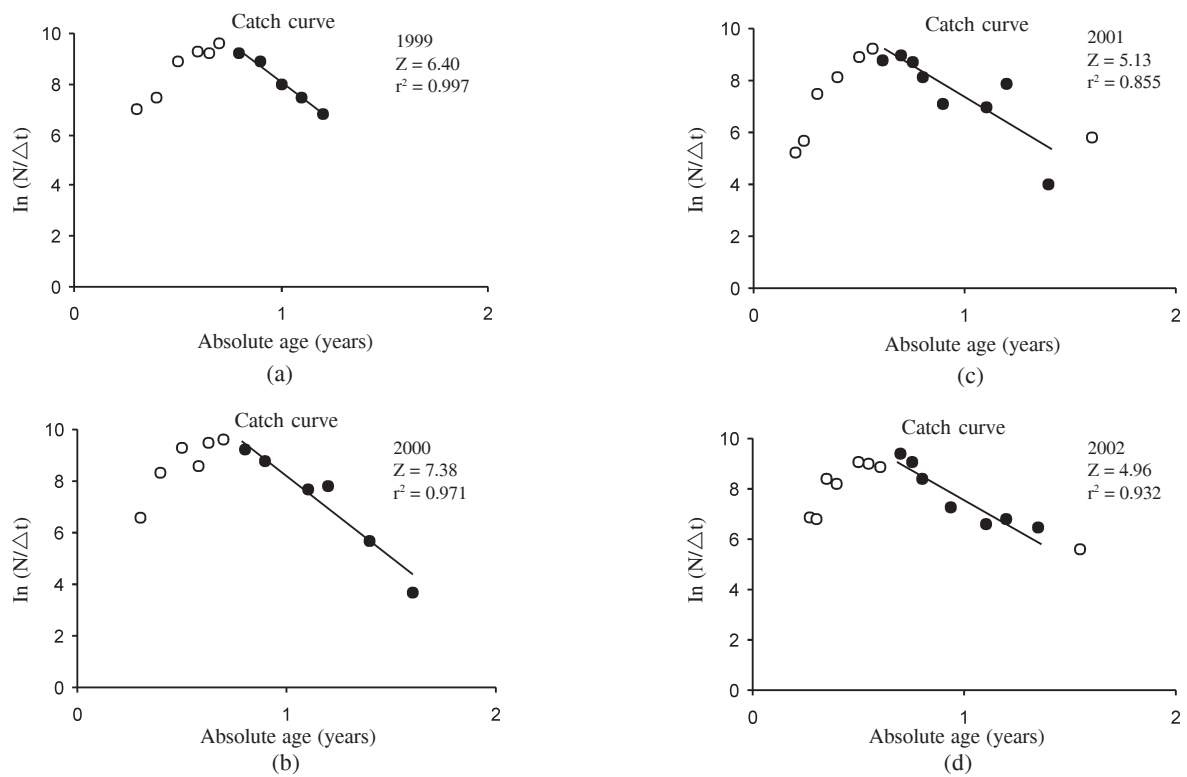 Catch curve
1999
Z = 6.40
r² = 0.997
10
8
6
4
2
0
ln (N/△t)
0
1
2
Absolute age (years)
(a)
Catch curve
2000
Z = 7.38
r² = 0.971
10
8
6
4
2
0
ln (N/△t)
0
1
2
Absolute age (years)
(b)
Catch curve
2001
Z = 5.13
r² = 0.855
10
8
6
4
2
0
ln (N/△t)
0
1
2
Absolute age (years)
(c)
Catch curve
2002
Z = 4.96
r² = 0.932
10
8
6
4
2
0
ln (N/△t)
0
1
2
Absolute age (years)
(d)